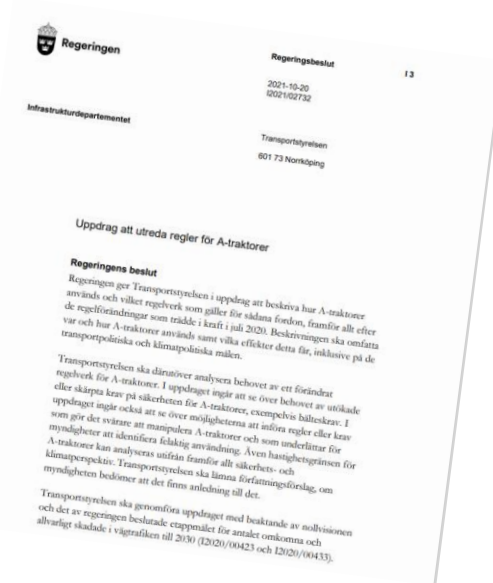 Regeringen
Regeringsbeslut
I 3
2021-10-20
I2021/02732
Infrastrukturdepartementet
Transportstyrelsen
601 73 Norrköping
Uppdrag att utreda regler för A-traktorer
Regeringens beslut
Regeringen ger Transportstyrelsen i uppdrag att beskriva hur A-traktorer
används och vilket regelverk som gäller för sådana fordon, framför allt efter
de regelförändringar som trädde i kraft i juli 2020. Beskrivningen ska omfatta
var och hur A-traktorer används samt vilka effekter detta får, inklusive på de
transportpolitiska och klimatpolitiska målen.
Transportstyrelsen ska därutöver analysera behovet av ett förändrat
regelverk för A-traktorer. I uppdraget ingår att se över behovet av utökade
eller skärpta krav på säkerheten för A-traktorer, exempelvis bälteskrav. I
uppdraget ingår också att se över möjligheterna att införa regler eller krav
som gör det svårare att manipulera A-traktorer och som underlättar för
myndigheter att identifiera felaktig användning. Även hastighetsgränsen för
A-traktorer kan analyseras utifrån framför allt säkerhets- och
klimatperspektiv. Transportstyrelsen ska lämna författningsförslag, om
myndigheten bedömer att det finns anledning till det.
Transportstyrelsen ska genomföra uppdraget med beaktande av nollvisionen
och det av regeringen beslutade etappmålet för antalet omkomna och
allvarligt skadade i vägtrafiken till 2030 (I2020/00423 och I2020/00433).